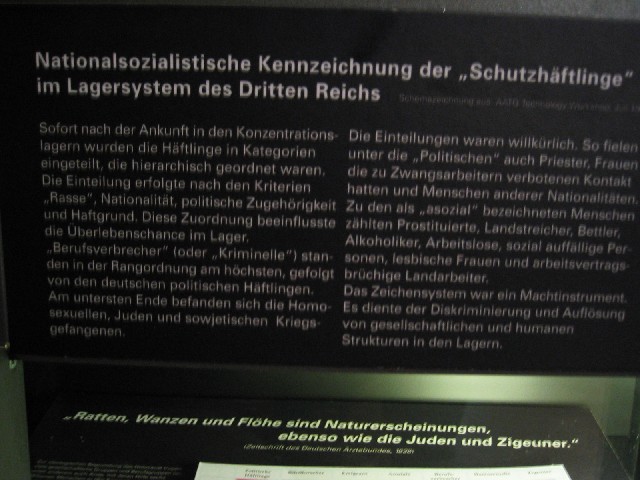 Nationalsozialistische Kennzeichnung der „Schutzhäftlinge"
im Lagersystem des Dritten Reichs
Sofort nach der Ankunft in den Konzentrations-
lagern wurden die Häftlinge in Kategorien
eingeteilt, die hierarchisch geordnet waren.
Die Einteilung erfolgte nach den Kriterien
„Rasse", Nationalität, politische Zugehörigkeit
und Haftgrund. Diese Zuordnung beeinflusste
die Überlebenschance im Lager.
„Berufsverbrecher" (oder „Kriminelle") stan-
den in der Rangordnung am höchsten, gefolgt
von den deutschen politischen Häftlingen.
Am untersten Ende befanden sich die Homo-
sexuellen, Juden und sowjetischen Kriegs-
gefangenen.
Die Einteilungen waren willkürlich. So fielen
unter die „Politischen" auch Priester, Frauen
die zu Zwangsarbeitern verbotenen Kontakt
hatten und Menschen anderer Nationalitäten.
Zu den als „asozial" bezeichneten Menschen
zählten Prostituierte, Landstreicher, Bettler,
Alkoholiker, Arbeitslose, sozial auffällige Per-
sonen, lesbische Frauen und arbeitsvertrags-
brüchige Landarbeiter.
Das Zeichensystem war ein Machtinstrument.
Es diente der Diskriminierung und Auflösung
von gesellschaftlichen und humanen
Strukturen in den Lagern.
„Ratten, Wanzen und Flöhe sind Naturerscheinungen,
ebenso wie die Juden und Zigeuner."
(Zeitschrift des Deutschen Ärztebundes, 1938)